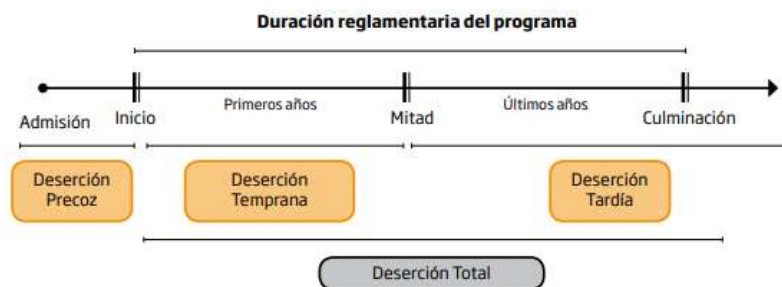 Duración reglamentaria del programa
Primeros años
Últimos años
Admisión
Inicio
Mitad
Culminación
Deserción
Precoz
Deserción
Temprana
Deserción
Tardía
Deserción Total